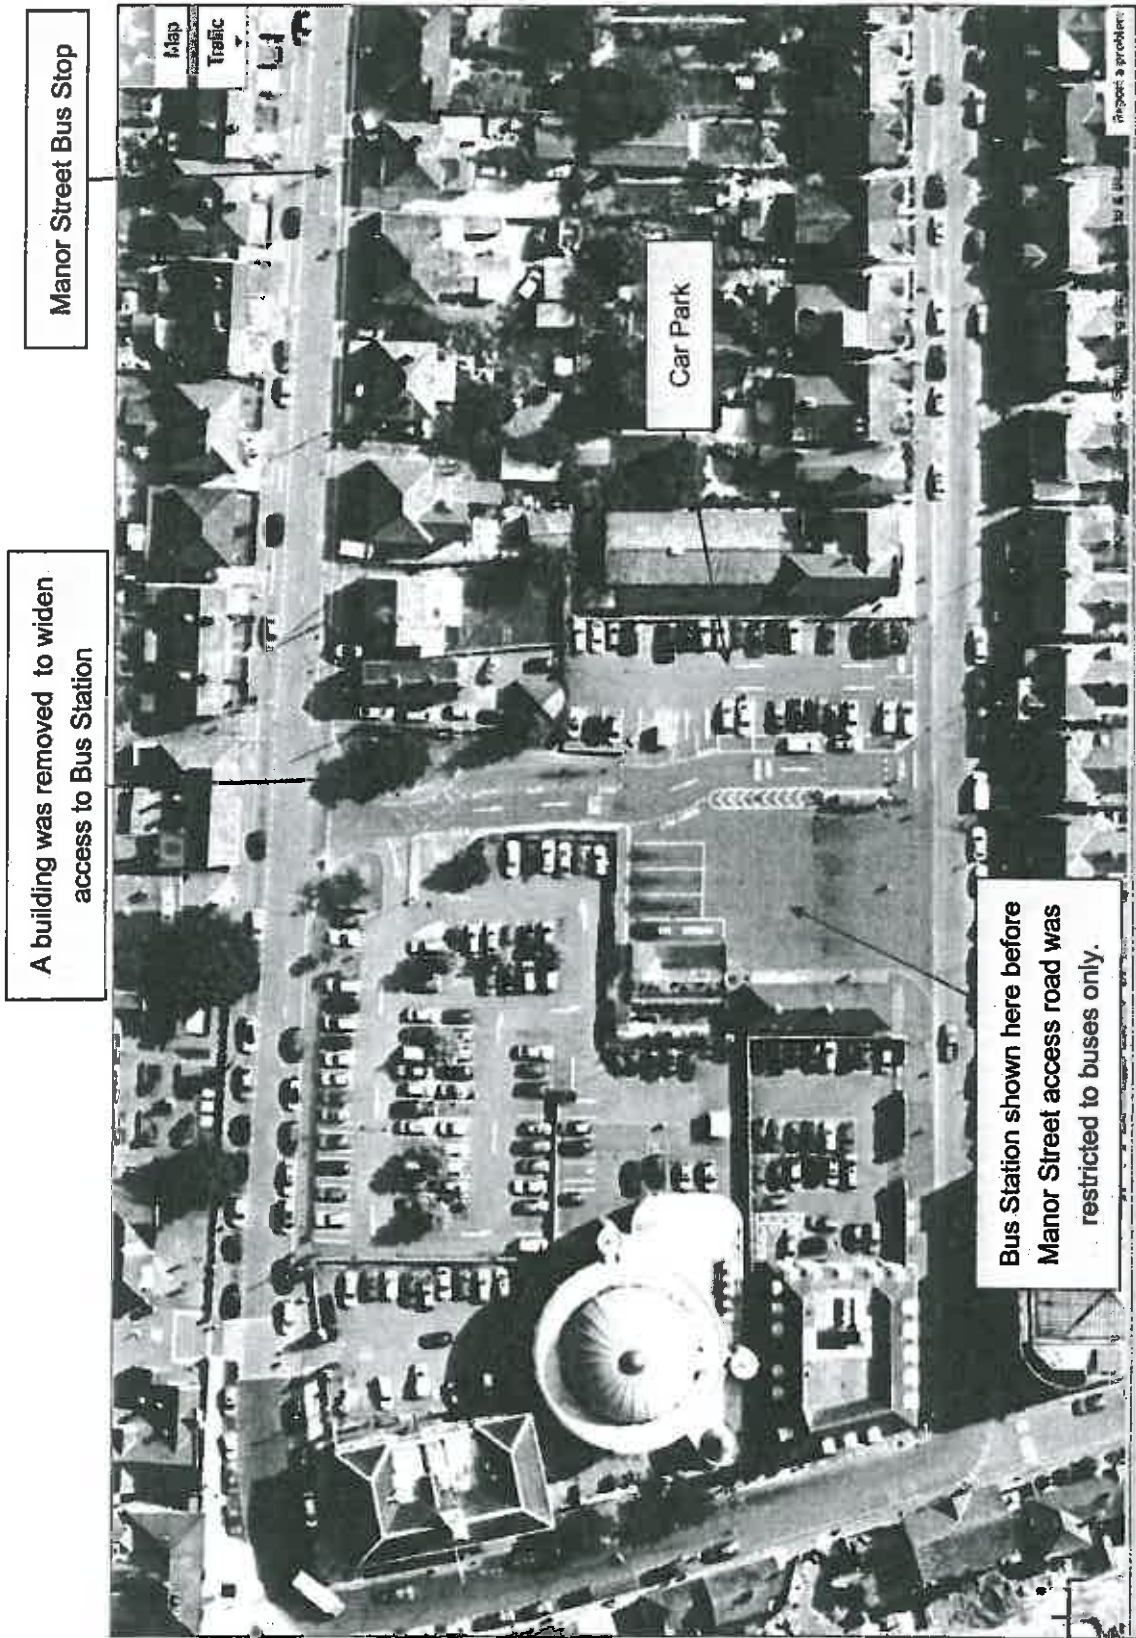 A building was removed to widen
access to Bus Station
Manor Street Bus Stop
Map
Traffic
Car Park
Bus Station shown here before
Manor Street access road was
restricted to buses only.
Report a problem